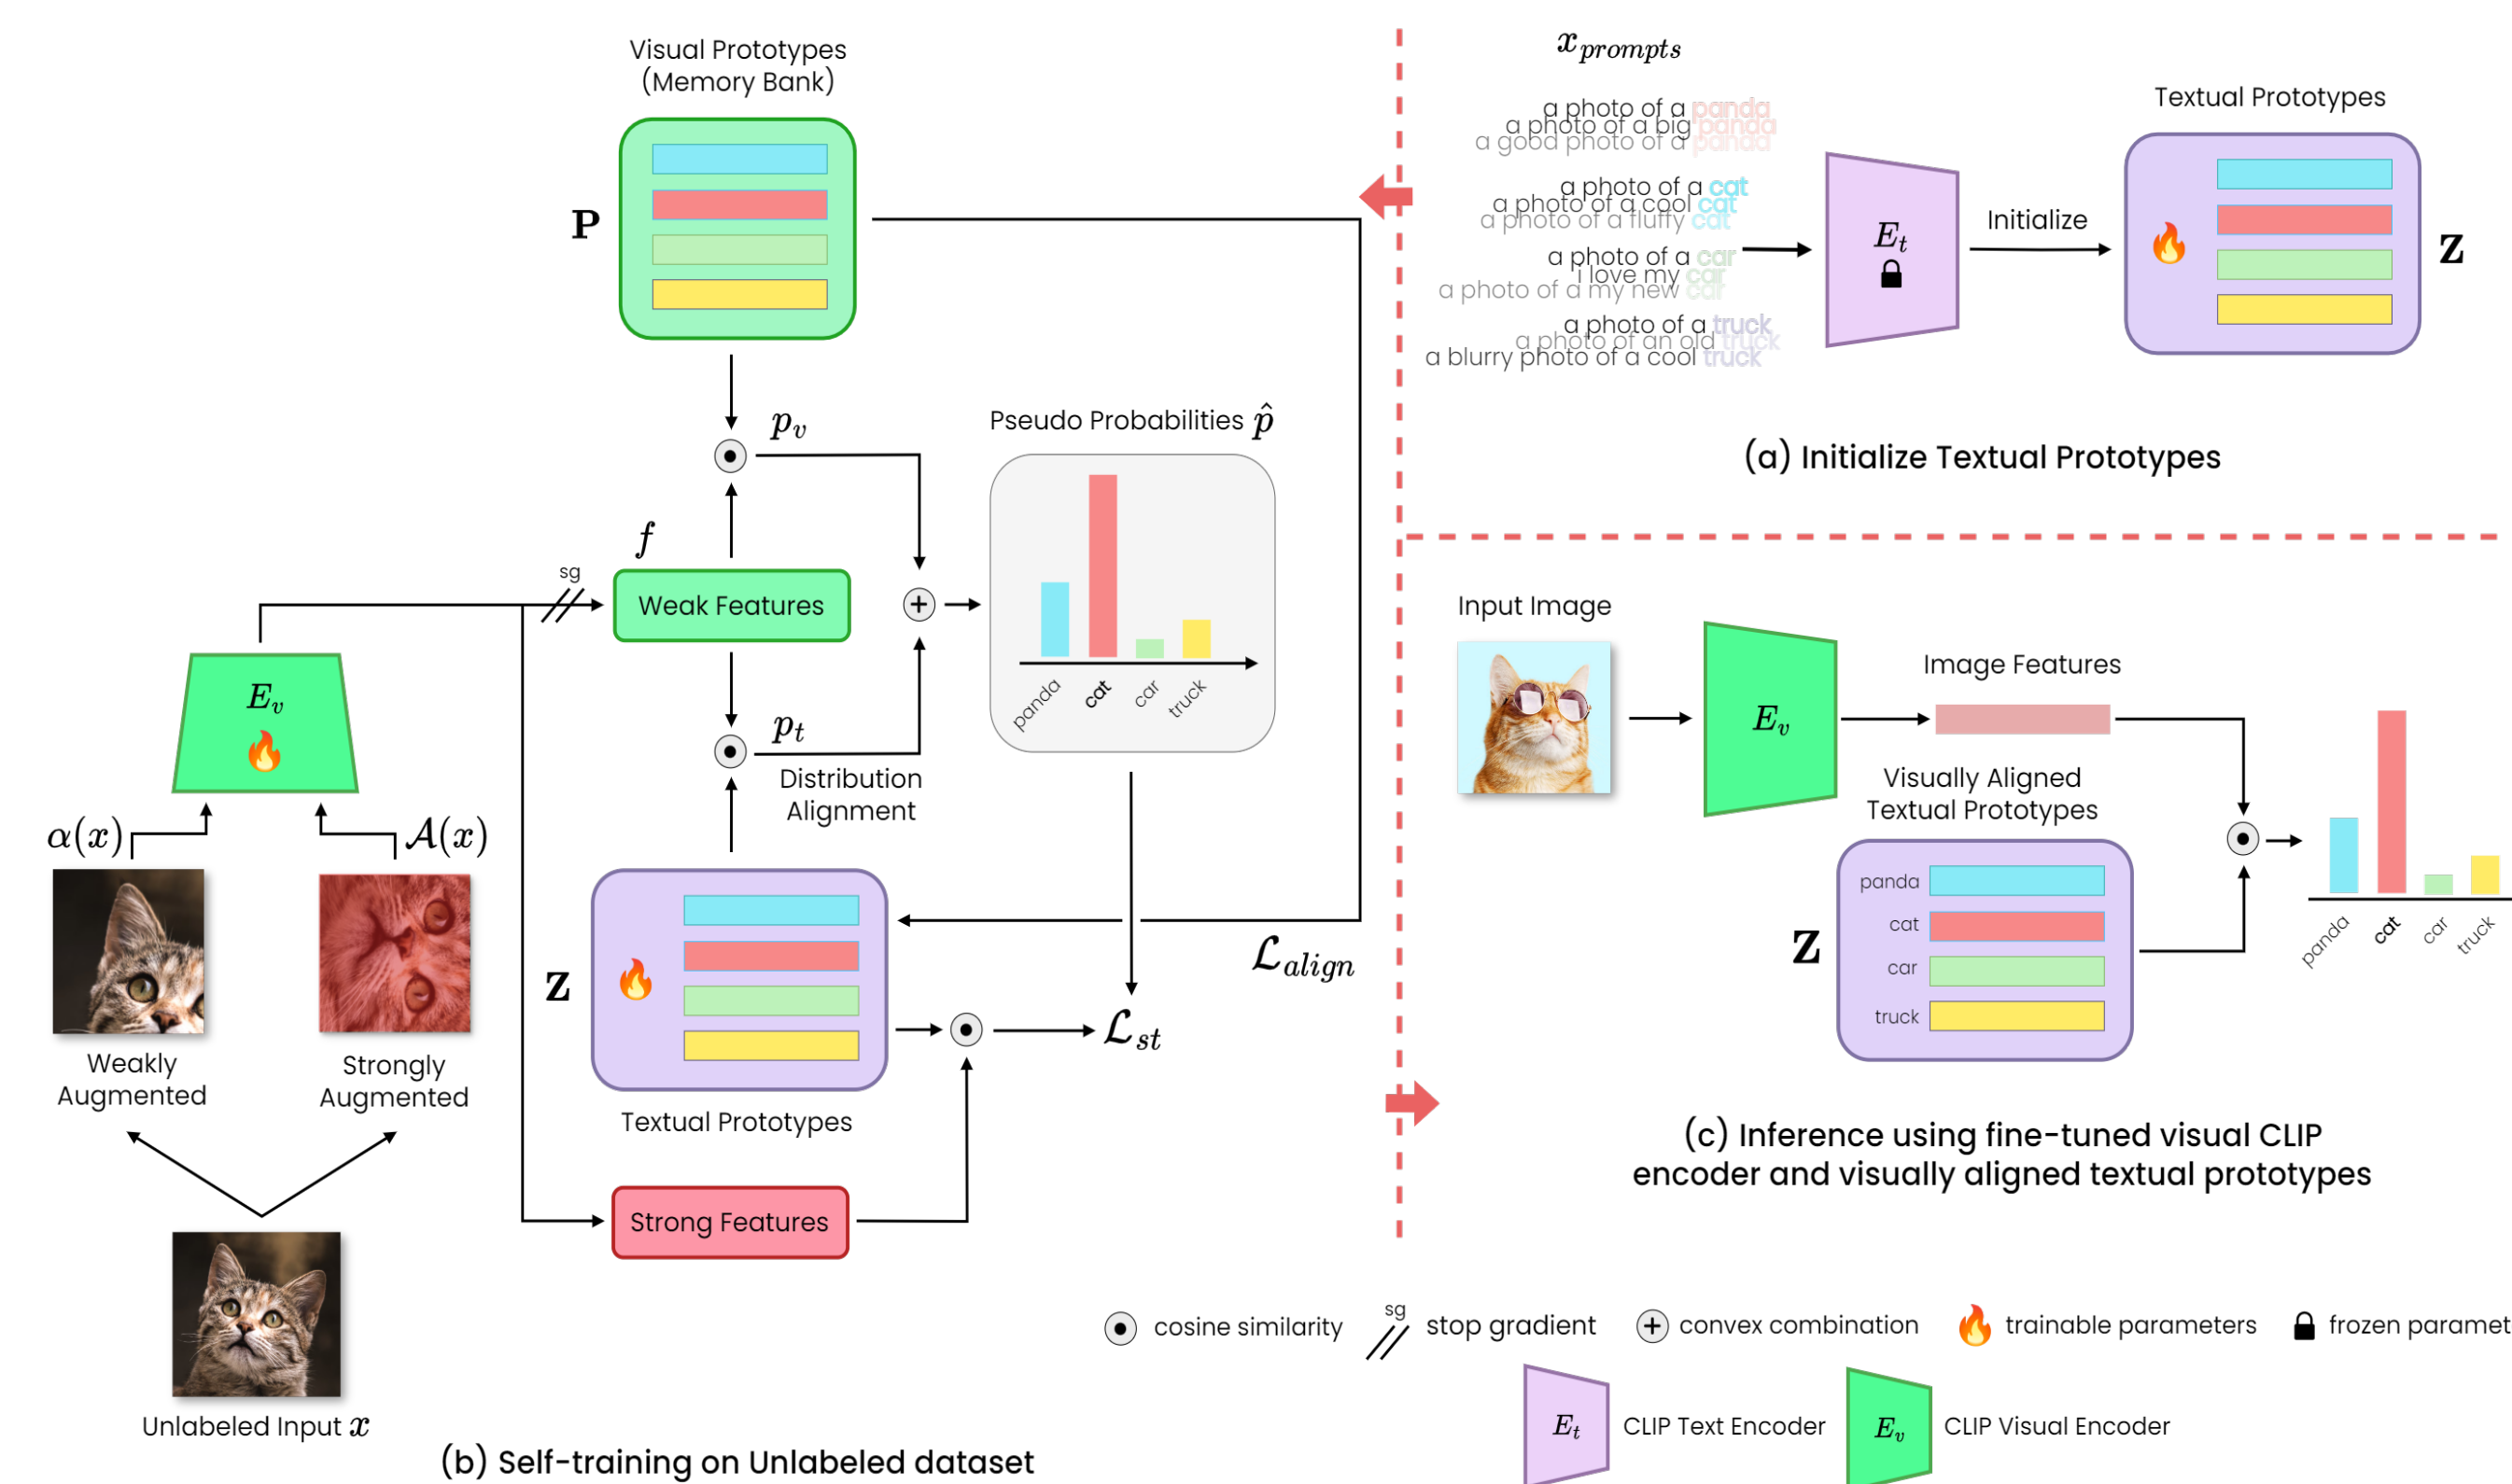 Visual Prototypes
(Memory Bank)
P
p_v
f
sg
Weak Features
E_v
α(x)
𝒜(x)
Weakly
Augmented
Strongly
Augmented
Unlabeled Input x
p_t
Distribution
Alignment
+
Pseudo Probabilities p̂
panda
cat
car
truck
Z
Textual Prototypes
ℒ_align
ℒ_st
Strong Features
(b) Self-training on Unlabeled dataset
x_prompts
a photo of a panda
a photo of a big panda
a good photo of a panda
a photo of a cat
a photo of a cool cat
a photo of a fluffy cat
a photo of a car
i love my car
a photo of a my new car
a photo of a truck
a photo of an old truck
a blurry photo of a cool truck
E_t
Initialize
Textual Prototypes
Z
(a) Initialize Textual Prototypes
Input Image
E_v
Image Features
Visually Aligned
Textual Prototypes
Z
panda
cat
car
truck
panda
cat
car
truck
(c) Inference using fine-tuned visual CLIP
encoder and visually aligned textual prototypes
cosine similarity
sg
stop gradient
+
convex combination
trainable parameters
frozen paramet
E_t
CLIP Text Encoder
E_v
CLIP Visual Encoder